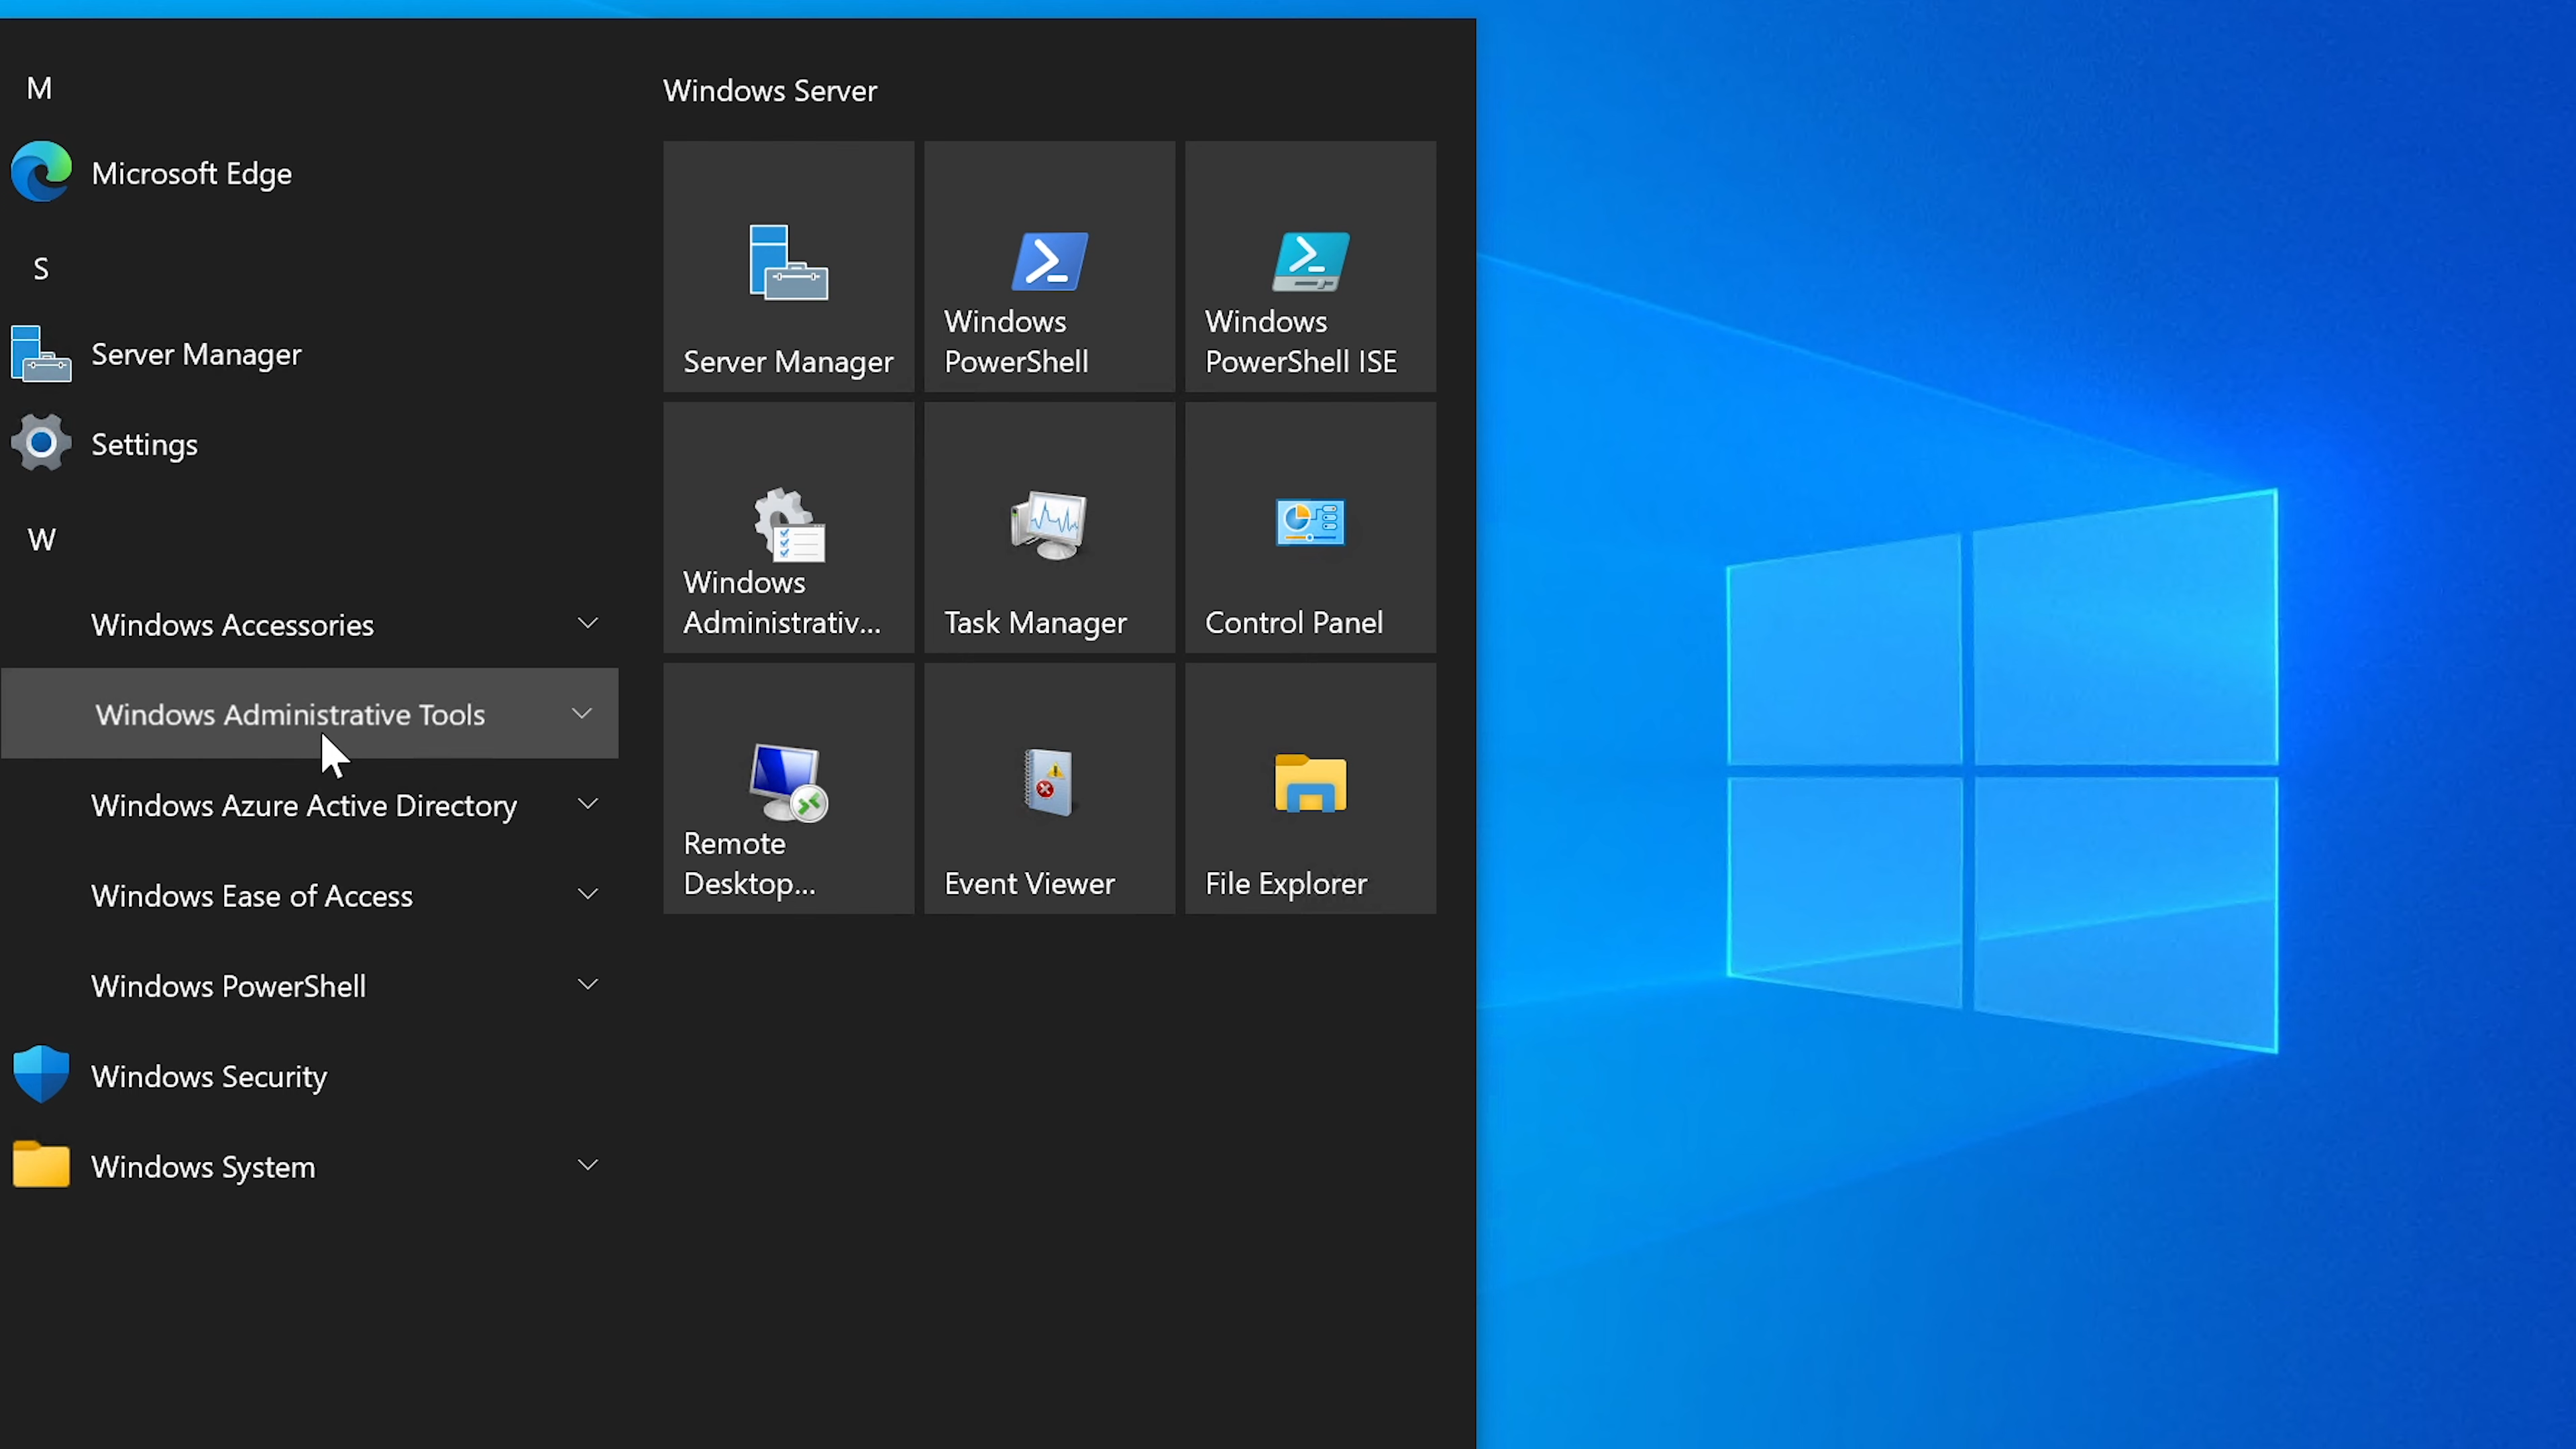 M
Microsoft Edge
S
Server Manager
Settings
W
Windows Accessories
Windows Administrative Tools
Windows Azure Active Directory
Windows Ease of Access
Windows PowerShell
Windows Security
Windows System
Windows Server
Server Manager
Windows
PowerShell
Windows
PowerShell ISE
Windows
Administrativ...
Task Manager
Control Panel
Remote
Desktop...
Event Viewer
File Explorer